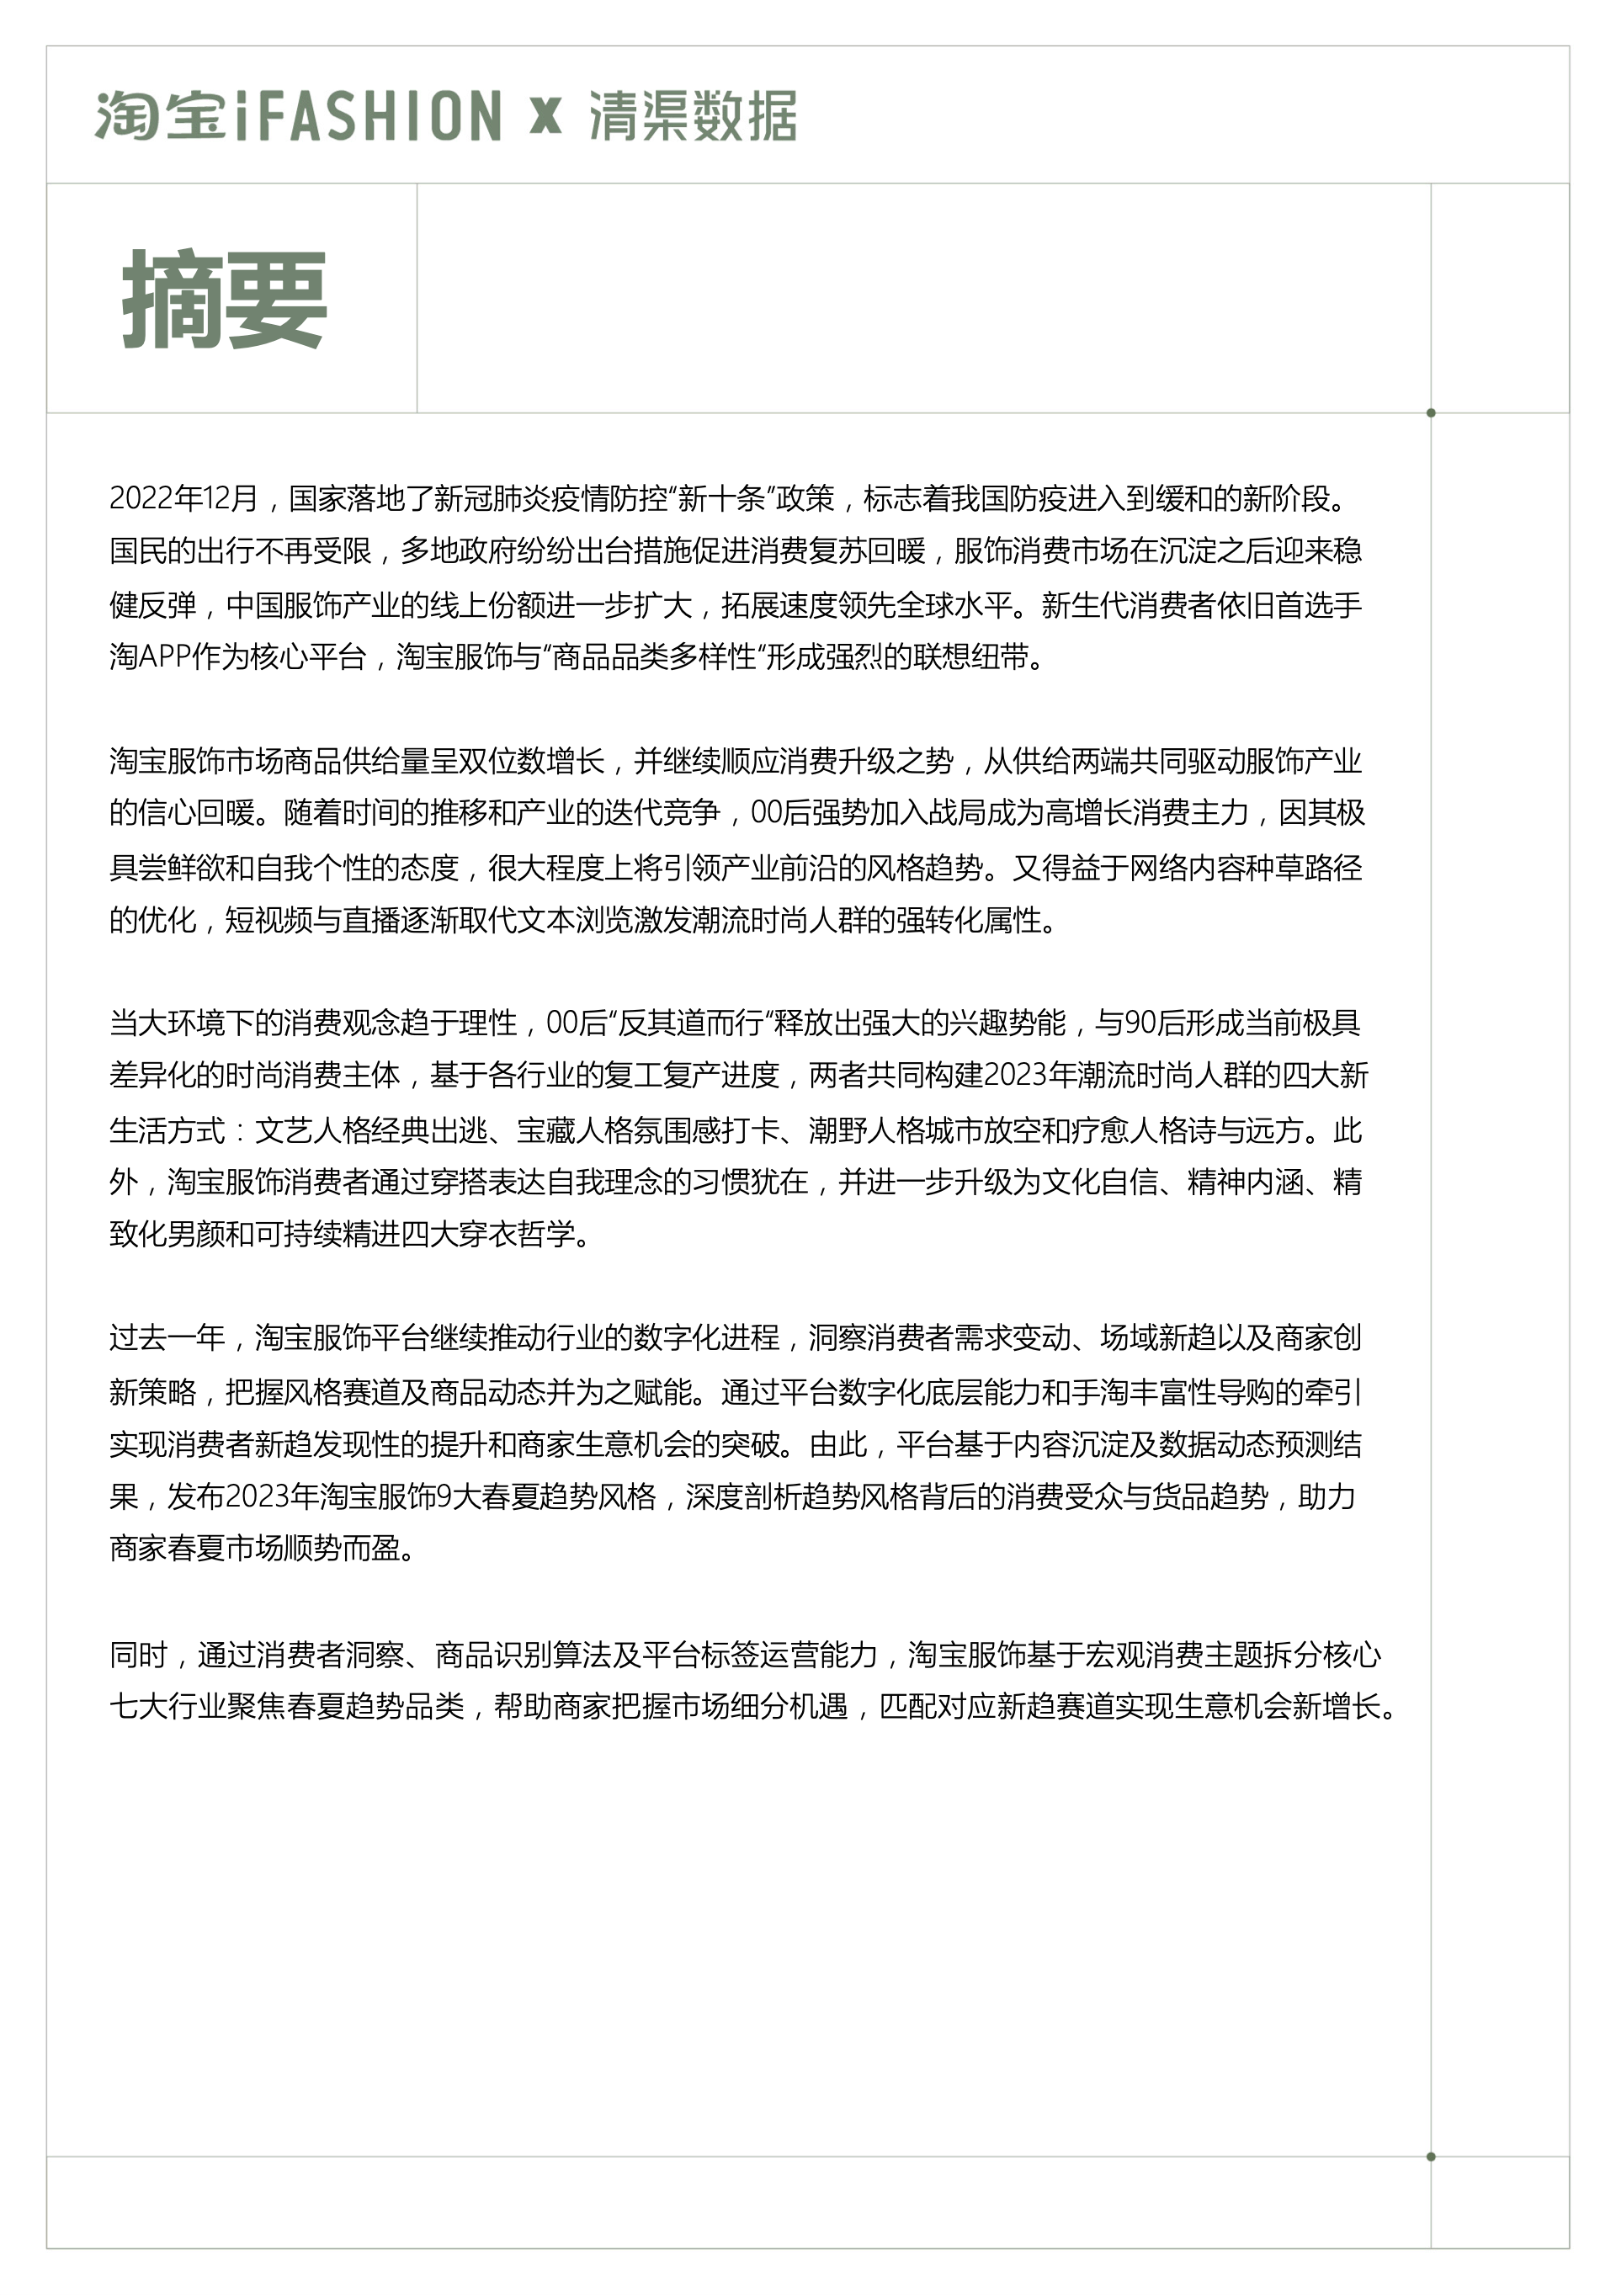 淘宝iFASHION x 清渠数据
摘要
2022年12月，国家落地了新冠肺炎疫情防控“新十条”政策，标志着我国防疫进入到缓和的新阶段。
国民的出行不再受限，多地政府纷纷出台措施促进消费复苏回暖，服饰消费市场在沉淀之后迎来稳
健反弹，中国服饰产业的线上份额进一步扩大，拓展速度领先全球水平。新生代消费者依旧首选手
淘APP作为核心平台，淘宝服饰与“商品品类多样性“形成强烈的联想纽带。
淘宝服饰市场商品供给量呈双位数增长，并继续顺应消费升级之势，从供给两端共同驱动服饰产业
的信心回暖。随着时间的推移和产业的迭代竞争，00后强势加入战局成为高增长消费主力，因其极
具尝鲜欲和自我个性的态度，很大程度上将引领产业前沿的风格趋势。又得益于网络内容种草路径
的优化，短视频与直播逐渐取代文本浏览激发潮流时尚人群的强转化属性。
当大环境下的消费观念趋于理性，00后“反其道而行“释放出强大的兴趣势能，与90后形成当前极具
差异化的时尚消费主体，基于各行业的复工复产进度，两者共同构建2023年潮流时尚人群的四大新
生活方式：文艺人格经典出逃、宝藏人格氛围感打卡、潮野人格城市放空和疗愈人格诗与远方。此
外，淘宝服饰消费者通过穿搭表达自我理念的习惯犹在，并进一步升级为文化自信、精神内涵、精
致化男颜和可持续精进四大穿衣哲学。
过去一年，淘宝服饰平台继续推动行业的数字化进程，洞察消费者需求变动、场域新趋以及商家创
新策略，把握风格赛道及商品动态并为之赋能。通过平台数字化底层能力和手淘丰富性导购的牵引
实现消费者新趋发现性的提升和商家生意机会的突破。由此，平台基于内容沉淀及数据动态预测结
果，发布2023年淘宝服饰9大春夏趋势风格，深度剖析趋势风格背后的消费受众与货品趋势，助力
商家春夏市场顺势而盈。
同时，通过消费者洞察、商品识别算法及平台标签运营能力，淘宝服饰基于宏观消费主题拆分核心
七大行业聚焦春夏趋势品类，帮助商家把握市场细分机遇，匹配对应新趋赛道实现生意机会新增长。